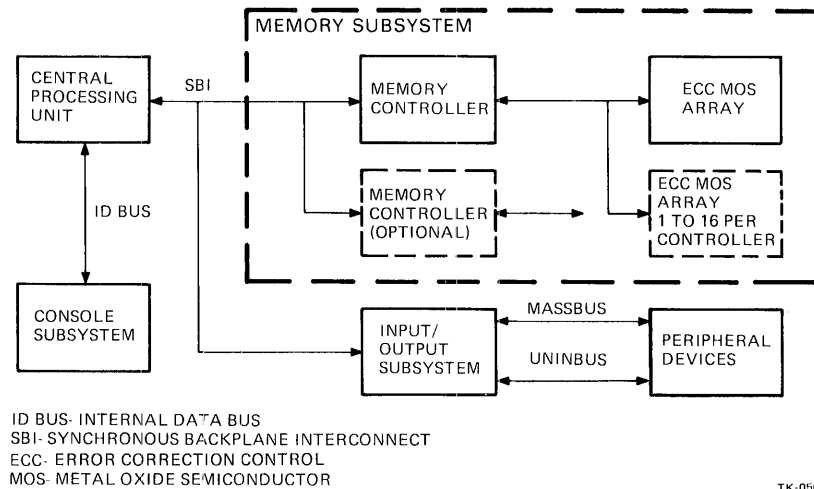 MEMORY SUBSYSTEM
CENTRAL
PROCESSING
UNIT
SBI
MEMORY
CONTROLLER
ECC MOS
ARRAY
ID BUS
MEMORY
CONTROLLER
(OPTIONAL)
ECC MOS
ARRAY
1 TO 16 PER
CONTROLLER
CONSOLE
SUBSYSTEM
INPUT/
OUTPUT
SUBSYSTEM
MASSBUS
UNINBUS
PERIPHERAL
DEVICES
ID BUS- INTERNAL DATA BUS
SBI- SYNCHRONOUS BACKPLANE INTERCONNECT
ECC- ERROR CORRECTION CONTROL
MOS- METAL OXIDE SEMICONDUCTOR